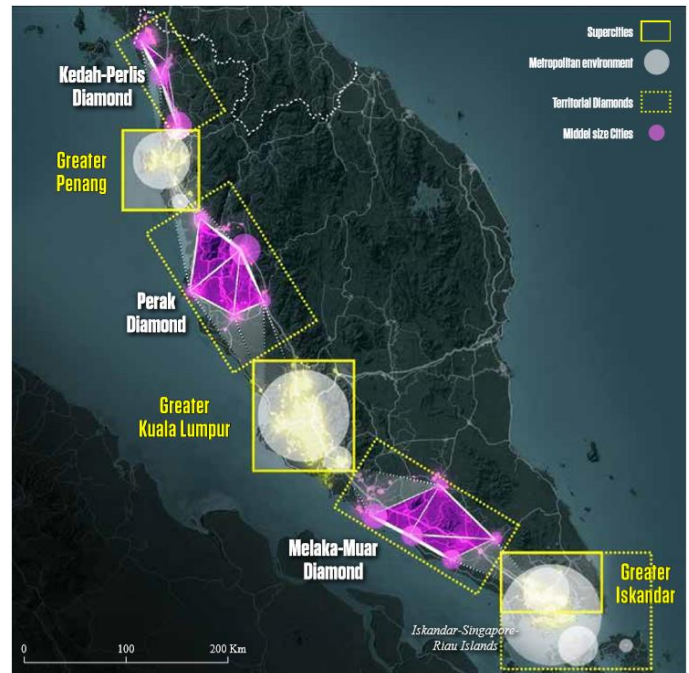 Supercities
Metropolitan environment
Territorial Diamonds
Middel size Cities
Kedah-Perlis
Diamond
Greater
Penang
Perak
Diamond
Greater
Kuala Lumpur
Melaka-Muar
Diamond
Greater
Iskandar
Iskandar-Singapore-
Riau Islands
0
100
200 Km